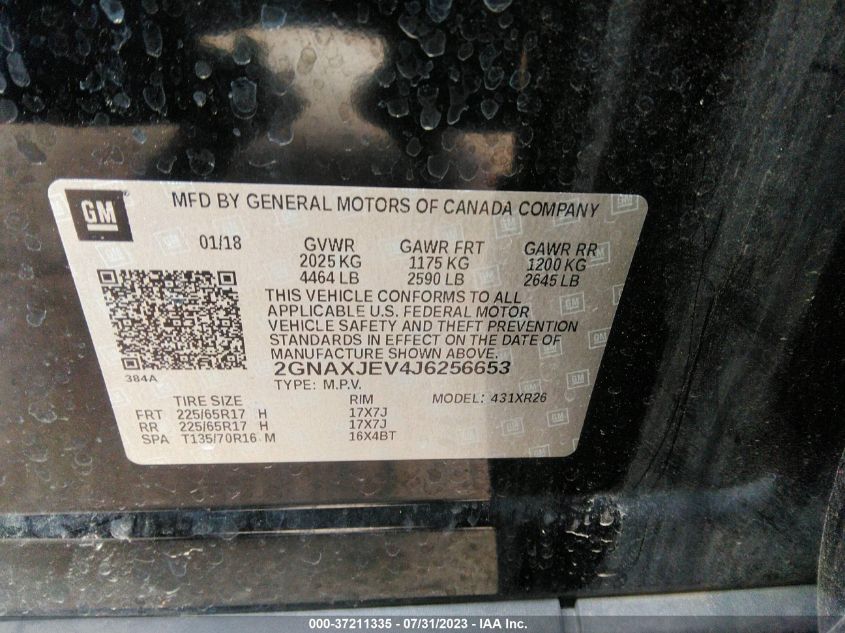 GM
MFD BY GENERAL MOTORS OF CANADA COMPANY
01/18 GVWR GAWR FRT GAWR RR
2025 KG 1175 KG 1200 KG
4464 LB 2590 LB 2645 LB
THIS VEHICLE CONFORMS TO ALL
APPLICABLE U.S. FEDERAL MOTOR
VEHICLE SAFETY AND THEFT PREVENTION
STANDARDS IN EFFECT ON THE DATE OF
MANUFACTURE SHOWN ABOVE.
384A
2GNAXJEV4J6256653
TYPE: M.P.V. MODEL: 431XR26
TIRE SIZE RIM
FRT 225/65R17 H 17X7J
RR 225/65R17 H 17X7J
SPA T135/70R16 M 16X4BT
000-37211335 - 07/31/2023 - IAA Inc.